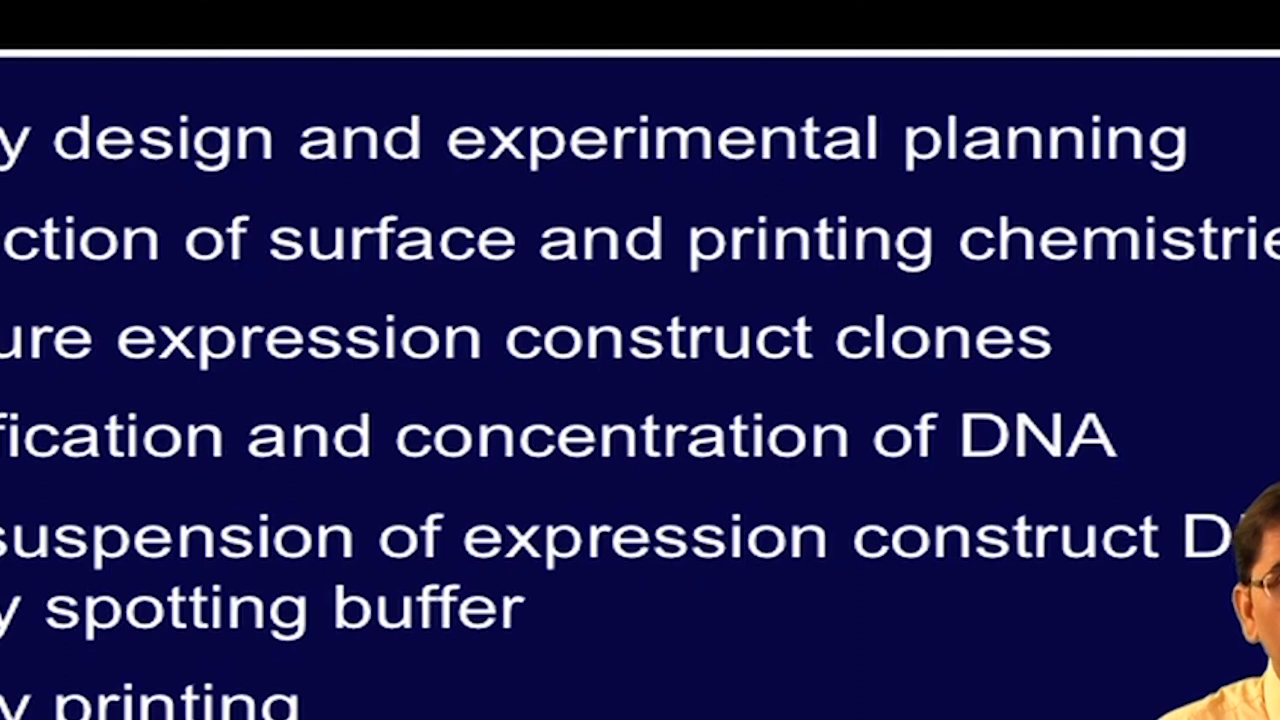 y design and experimental planning
ction of surface and printing chemistrie
ure expression construct clones
fication and concentration of DNA
suspension of expression construct D
y spotting buffer
y printing